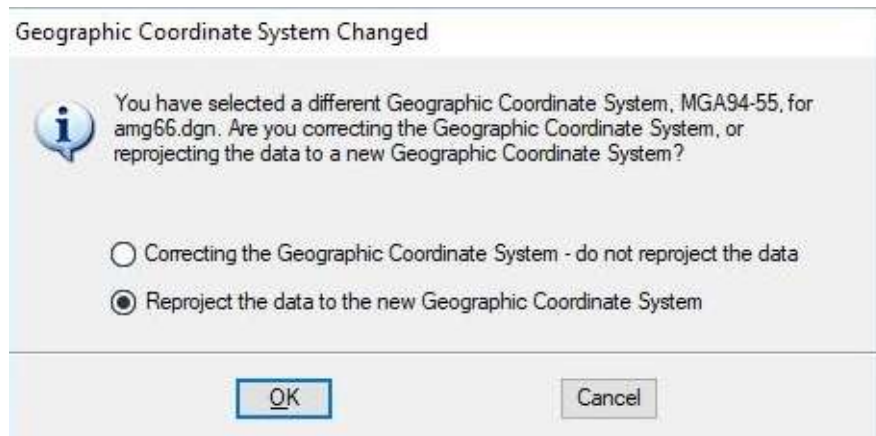 Geographic Coordinate System Changed
You have selected a different Geographic Coordinate System, MGA94-55, for
amg66.dgn. Are you correcting the Geographic Coordinate System, or
reprojecting the data to a new Geographic Coordinate System?
Correcting the Geographic Coordinate System - do not reproject the data
Reproject the data to the new Geographic Coordinate System
OK Cancel